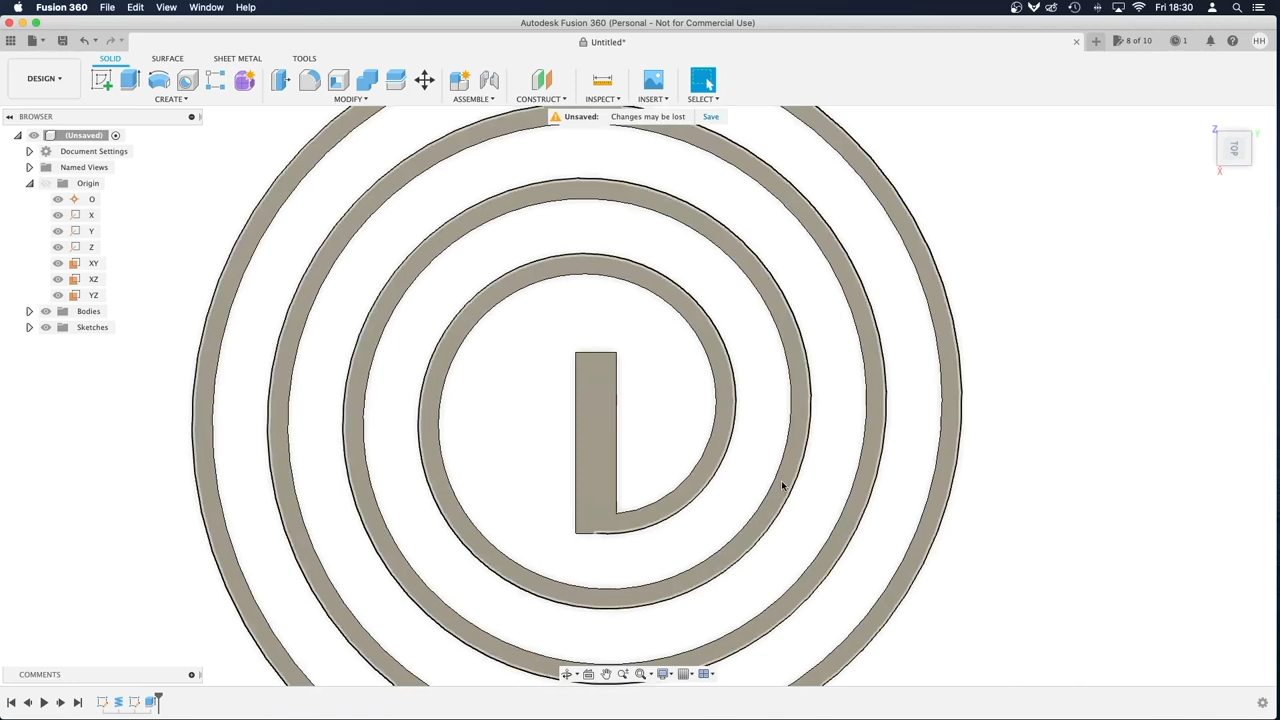 Fusion 360 File Edit View Window Help Fri 18:30
Autodesk Fusion 360 (Personal - Not for Commercial Use)
Untitled* 8 of 10 1 HH
SOLID SURFACE SHEET METAL TOOLS
DESIGN
CREATE MODIFY ASSEMBLE CONSTRUCT INSPECT INSERT SELECT
BROWSER
Unsaved: Changes may be lost Save
(Unsaved)
Document Settings
Named Views
Origin
O
X
Y
Z
XY
XZ
YZ
Bodies
Sketches
Z Y
TOP
X
COMMENTS